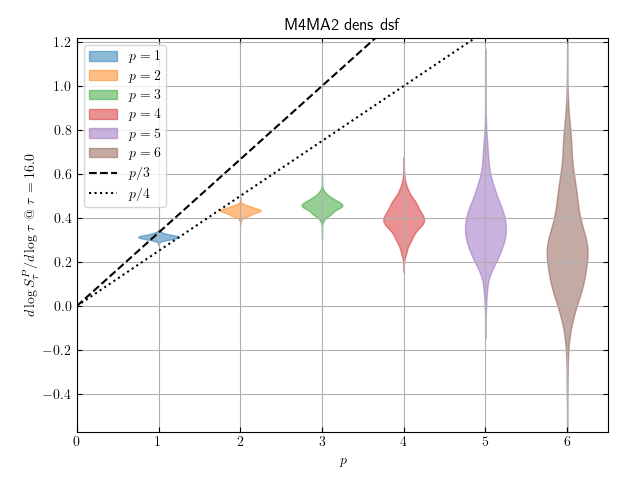 M4MA2 dens dsf
1.2
1.0
0.8
0.6
0.4
0.2
0.0
−0.2
−0.4
d log S_τ^p / d log τ @ τ = 16.0
p = 1
p = 2
p = 3
p = 4
p = 5
p = 6
p/3
p/4
0 1 2 3 4 5 6
p